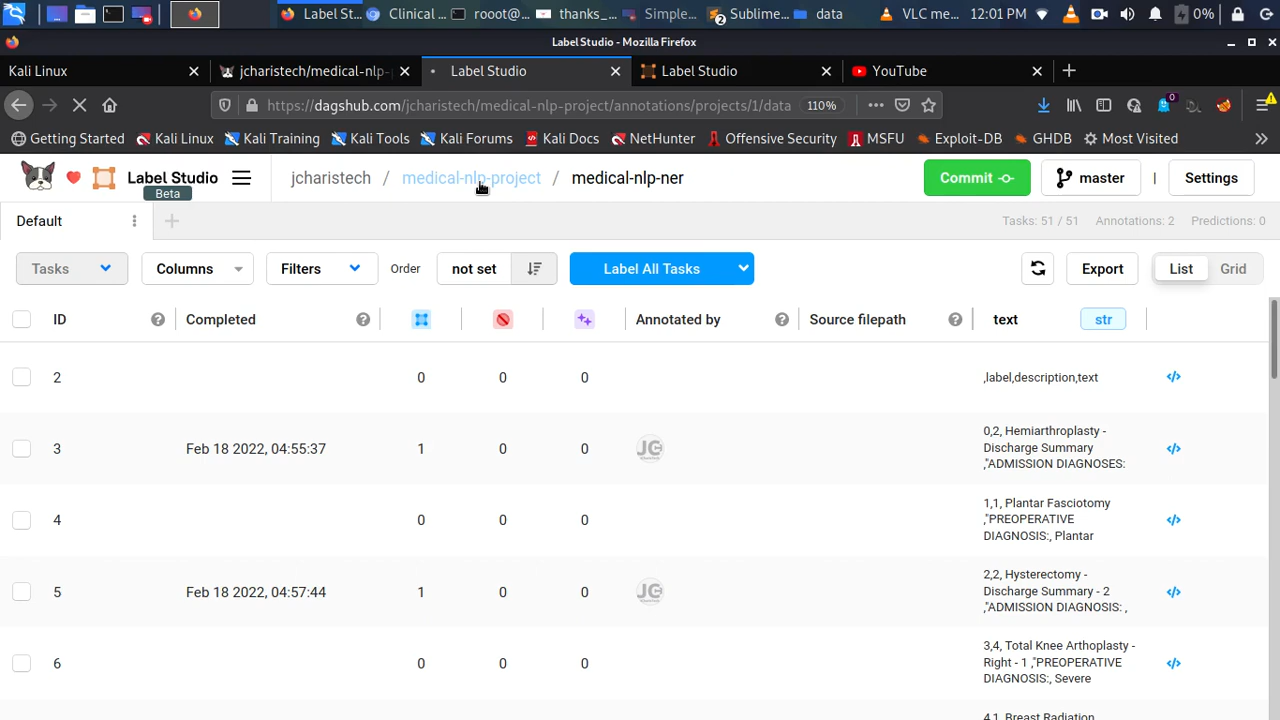 Label St...
Clinical ...
rooot@...
thanks_...
Simple...
2
Sublime...
data
VLC me...
12:01 PM
0%
Label Studio - Mozilla Firefox
Kali Linux
jcharistech/medical-nlp-
Label Studio
Label Studio
YouTube
https://dagshub.com/jcharistech/medical-nlp-project/annotations/projects/1/data
110%
0
Getting Started
Kali Linux
Kali Training
Kali Tools
Kali Forums
Kali Docs
NetHunter
Offensive Security
MSFU
Exploit-DB
GHDB
Most Visited
Label Studio
Beta
jcharistech / medical-nlp-project / medical-nlp-ner
Commit
master
|
Settings
Default
Tasks: 51 / 51
Annotations: 2
Predictions: 0
Tasks
Columns
Filters
Order
not set
Label All Tasks
Export
List
Grid
ID
Completed
Annotated by
Source filepath
text
str
2
0
0
0
,label,description,text
3
Feb 18 2022, 04:55:37
1
0
0
JC
0,2, Hemiarthroplasty -
Discharge Summary
,"ADMISSION DIAGNOSES:
4
0
0
0
1,1, Plantar Fasciotomy
,"PREOPERATIVE
DIAGNOSIS:, Plantar
5
Feb 18 2022, 04:57:44
1
0
0
JC
2,2, Hysterectomy -
Discharge Summary - 2
,"ADMISSION DIAGNOSIS: ,
6
0
0
0
3,4, Total Knee Arthoplasty -
Right - 1 ,"PREOPERATIVE
DIAGNOSIS:, Severe
4,1, Breast Radiation